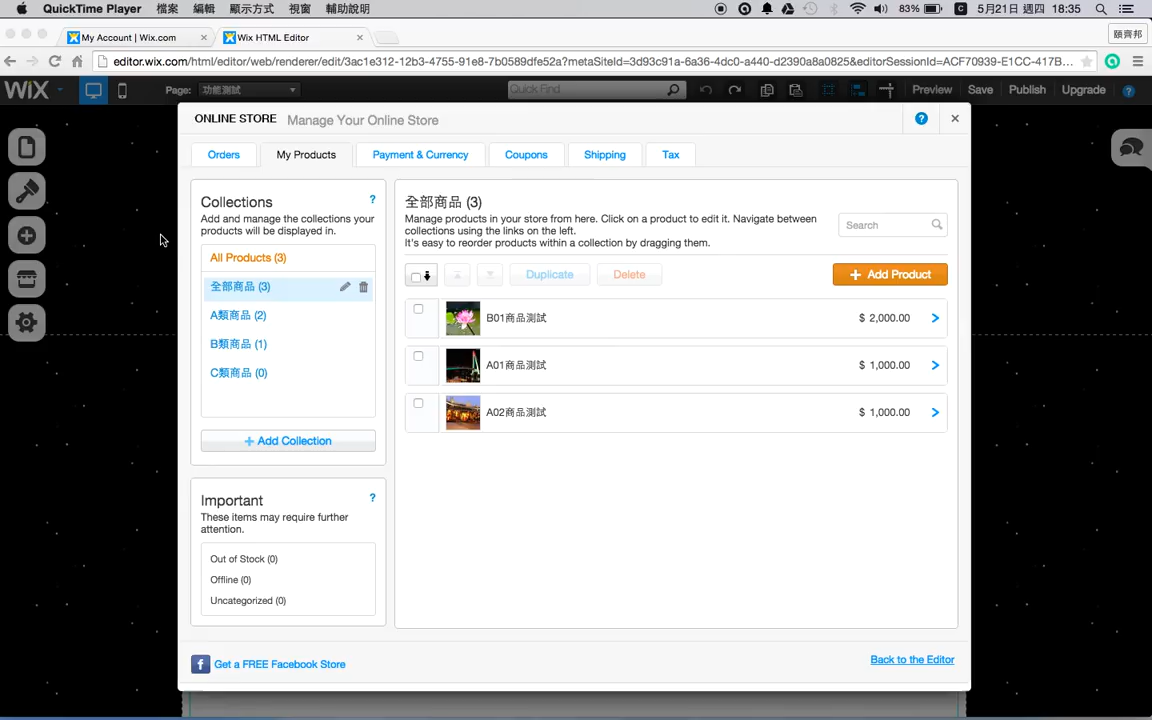 QuickTime Player 檔案 編輯 顯示方式 視窗 輔助說明 83% 5月21日 週四 18:35
My Account | Wix.com Wix HTML Editor 顧齊邦
editor.wix.com/html/editor/web/renderer/edit/3ac1e312-12b3-4755-91e8-7b0589dfe52a?metaSiteId=3d93c91a-6a36-4dc0-a440-d2390a8a0825&editorSessionId=ACF70939-E1CC-417B...
WIX Page: 功能測試 Quick Find Preview Save Publish Upgrade ?
ONLINE STORE Manage Your Online Store ?
Orders My Products Payment & Currency Coupons Shipping Tax
Collections ?
Add and manage the collections your
products will be displayed in.
All Products (3)
全部商品 (3)
A類商品 (2)
B類商品 (1)
C類商品 (0)
+ Add Collection
Important ?
These items may require further
attention.
Out of Stock (0)
Offline (0)
Uncategorized (0)
全部商品 (3)
Manage products in your store from here. Click on a product to edit it. Navigate between
collections using the links on the left.
It's easy to reorder products within a collection by dragging them.
Search
Duplicate Delete + Add Product
B01商品測試 $ 2,000.00
A01商品測試 $ 1,000.00
A02商品測試 $ 1,000.00
f Get a FREE Facebook Store Back to the Editor